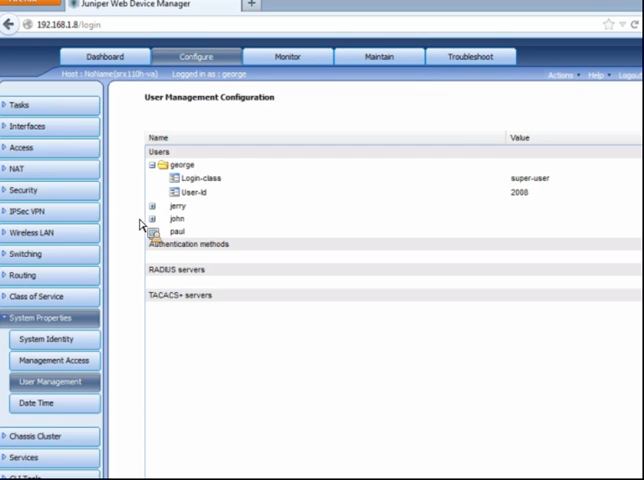 Juniper Web Device Manager
192.168.1.8/login
Dashboard Configure Monitor Maintain Troubleshoot
Host : NoName(srx110h-va) Logged in as : george Actions Help Logout
Tasks
Interfaces
Access
NAT
Security
IPSec VPN
Wireless LAN
Switching
Routing
Class of Service
System Properties
System Identity
Management Access
User Management
Date Time
Chassis Cluster
Services
CLI Tools
User Management Configuration
Name Value
Users
george
Login-class super-user
User-Id 2008
jerry
john
paul
Authentication methods
RADIUS servers
TACACS+ servers